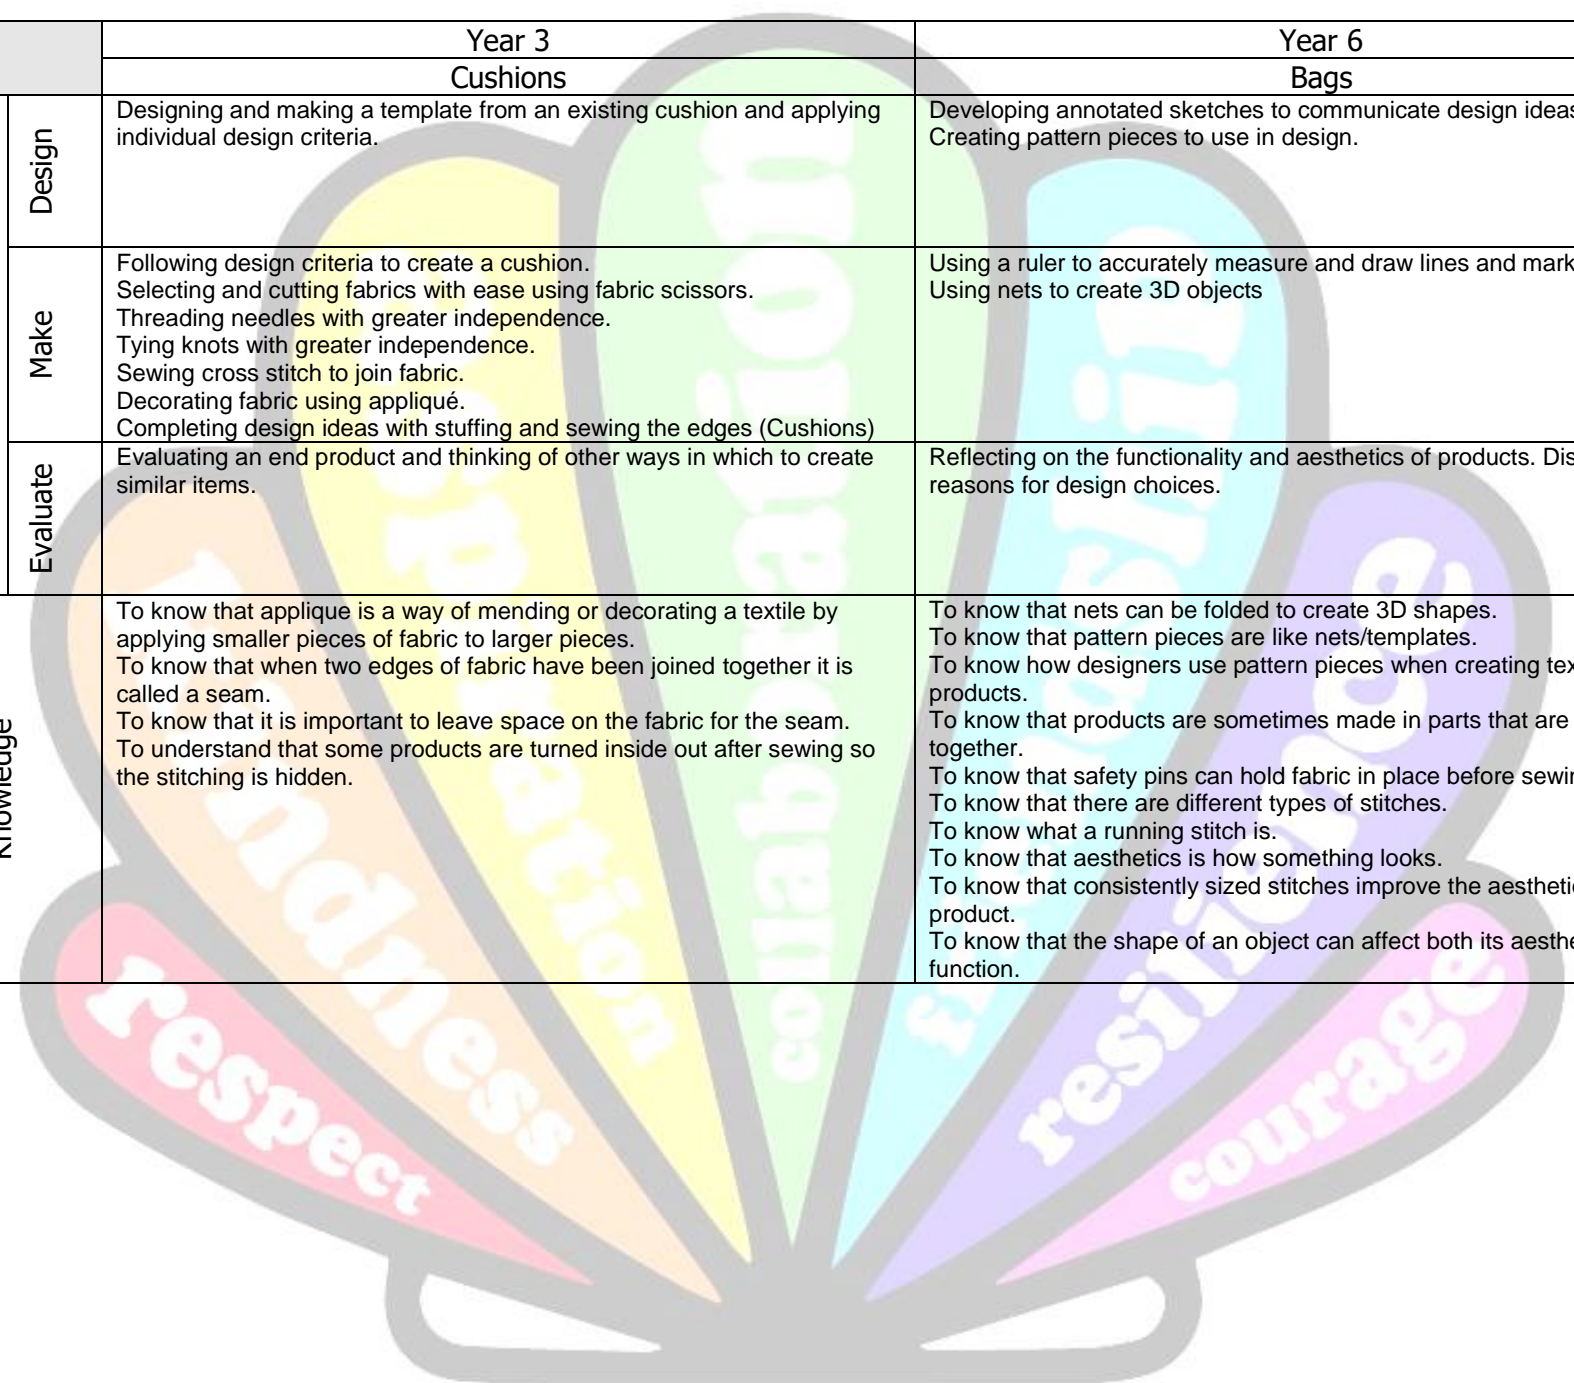 Year 3
Year 6
Cushions
Bags
Design
Designing and making a template from an existing cushion and applying
individual design criteria.
Developing annotated sketches to communicate design ideas
Creating pattern pieces to use in design.
Make
Following design criteria to create a cushion.
Selecting and cutting fabrics with ease using fabric scissors.
Threading needles with greater independence.
Tying knots with greater independence.
Sewing cross stitch to join fabric.
Decorating fabric using appliqué.
Completing design ideas with stuffing and sewing the edges (Cushions)
Using a ruler to accurately measure and draw lines and mark
Using nets to create 3D objects
Evaluate
Evaluating an end product and thinking of other ways in which to create
similar items.
Reflecting on the functionality and aesthetics of products. Dis
reasons for design choices.
Knowledge
To know that applique is a way of mending or decorating a textile by
applying smaller pieces of fabric to larger pieces.
To know that when two edges of fabric have been joined together it is
called a seam.
To know that it is important to leave space on the fabric for the seam.
To understand that some products are turned inside out after sewing so
the stitching is hidden.
To know that nets can be folded to create 3D shapes.
To know that pattern pieces are like nets/templates.
To know how designers use pattern pieces when creating tex
products.
To know that products are sometimes made in parts that are
together.
To know that safety pins can hold fabric in place before sewin
To know that there are different types of stitches.
To know what a running stitch is.
To know that aesthetics is how something looks.
To know that consistently sized stitches improve the aestheti
product.
To know that the shape of an object can affect both its aesthe
function.
respect
kindness
aspiration
collaboration
friendship
resilience
courage